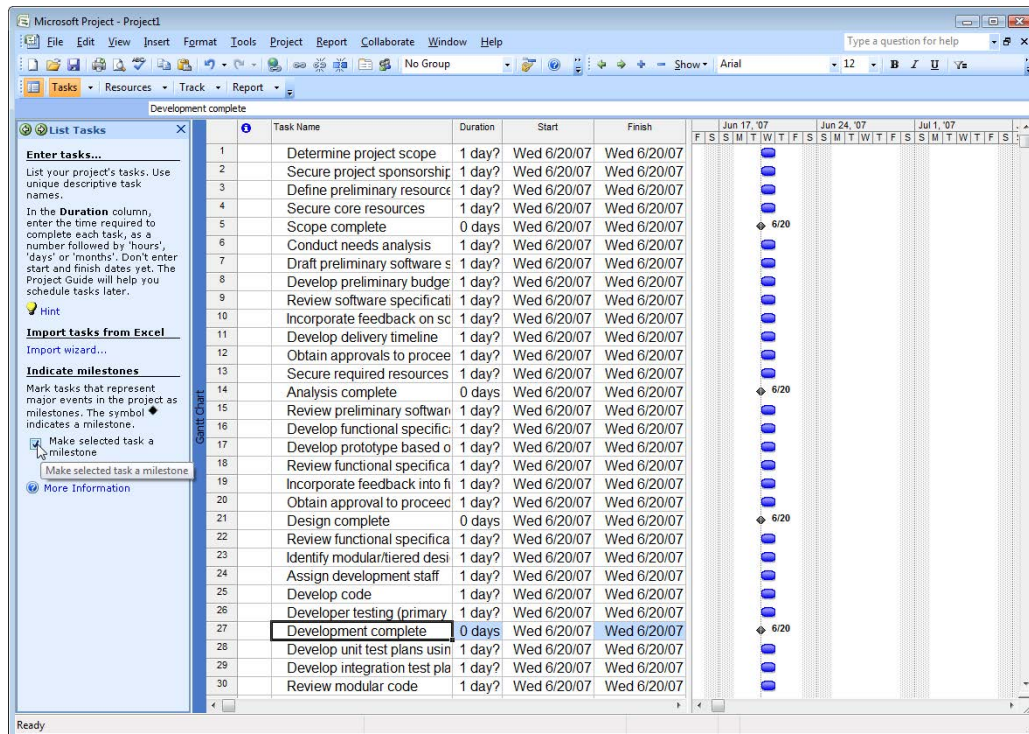 Microsoft Project - Project1
File Edit View Insert Format Tools Project Report Collaborate Window Help Type a question for help
No Group Show Arial 12 B I U
Tasks Resources Track Report
Development complete
List Tasks
Enter tasks...
List your project's tasks. Use
unique descriptive task
names.
In the Duration column,
enter the time required to
complete each task, as a
number followed by 'hours',
'days' or 'months'. Don't enter
start and finish dates yet. The
Project Guide will help you
schedule tasks later.
Hint
Import tasks from Excel
Import wizard...
Indicate milestones
Mark tasks that represent
major events in the project as
milestones. The symbol ◆
indicates a milestone.
Make selected task a
milestone
Make selected task a milestone
More Information
Gantt Chart
Task Name Duration Start Finish Jun 17, '07 Jun 24, '07 Jul 1, '07
F S S M T W T F S S M T W T F S S M T W T F S
1 Determine project scope 1 day? Wed 6/20/07 Wed 6/20/07
2 Secure project sponsorship 1 day? Wed 6/20/07 Wed 6/20/07
3 Define preliminary resource 1 day? Wed 6/20/07 Wed 6/20/07
4 Secure core resources 1 day? Wed 6/20/07 Wed 6/20/07
5 Scope complete 0 days Wed 6/20/07 Wed 6/20/07 6/20
6 Conduct needs analysis 1 day? Wed 6/20/07 Wed 6/20/07
7 Draft preliminary software s 1 day? Wed 6/20/07 Wed 6/20/07
8 Develop preliminary budge 1 day? Wed 6/20/07 Wed 6/20/07
9 Review software specificati 1 day? Wed 6/20/07 Wed 6/20/07
10 Incorporate feedback on so 1 day? Wed 6/20/07 Wed 6/20/07
11 Develop delivery timeline 1 day? Wed 6/20/07 Wed 6/20/07
12 Obtain approvals to procee 1 day? Wed 6/20/07 Wed 6/20/07
13 Secure required resources 1 day? Wed 6/20/07 Wed 6/20/07
14 Analysis complete 0 days Wed 6/20/07 Wed 6/20/07 6/20
15 Review preliminary softwar 1 day? Wed 6/20/07 Wed 6/20/07
16 Develop functional specific 1 day? Wed 6/20/07 Wed 6/20/07
17 Develop prototype based o 1 day? Wed 6/20/07 Wed 6/20/07
18 Review functional specifica 1 day? Wed 6/20/07 Wed 6/20/07
19 Incorporate feedback into fu 1 day? Wed 6/20/07 Wed 6/20/07
20 Obtain approval to proceed 1 day? Wed 6/20/07 Wed 6/20/07
21 Design complete 0 days Wed 6/20/07 Wed 6/20/07 6/20
22 Review functional specifica 1 day? Wed 6/20/07 Wed 6/20/07
23 Identify modular/tiered desi 1 day? Wed 6/20/07 Wed 6/20/07
24 Assign development staff 1 day? Wed 6/20/07 Wed 6/20/07
25 Develop code 1 day? Wed 6/20/07 Wed 6/20/07
26 Developer testing (primary 1 day? Wed 6/20/07 Wed 6/20/07
27 Development complete 0 days Wed 6/20/07 Wed 6/20/07 6/20
28 Develop unit test plans usin 1 day? Wed 6/20/07 Wed 6/20/07
29 Develop integration test pla 1 day? Wed 6/20/07 Wed 6/20/07
30 Review modular code 1 day? Wed 6/20/07 Wed 6/20/07
Ready